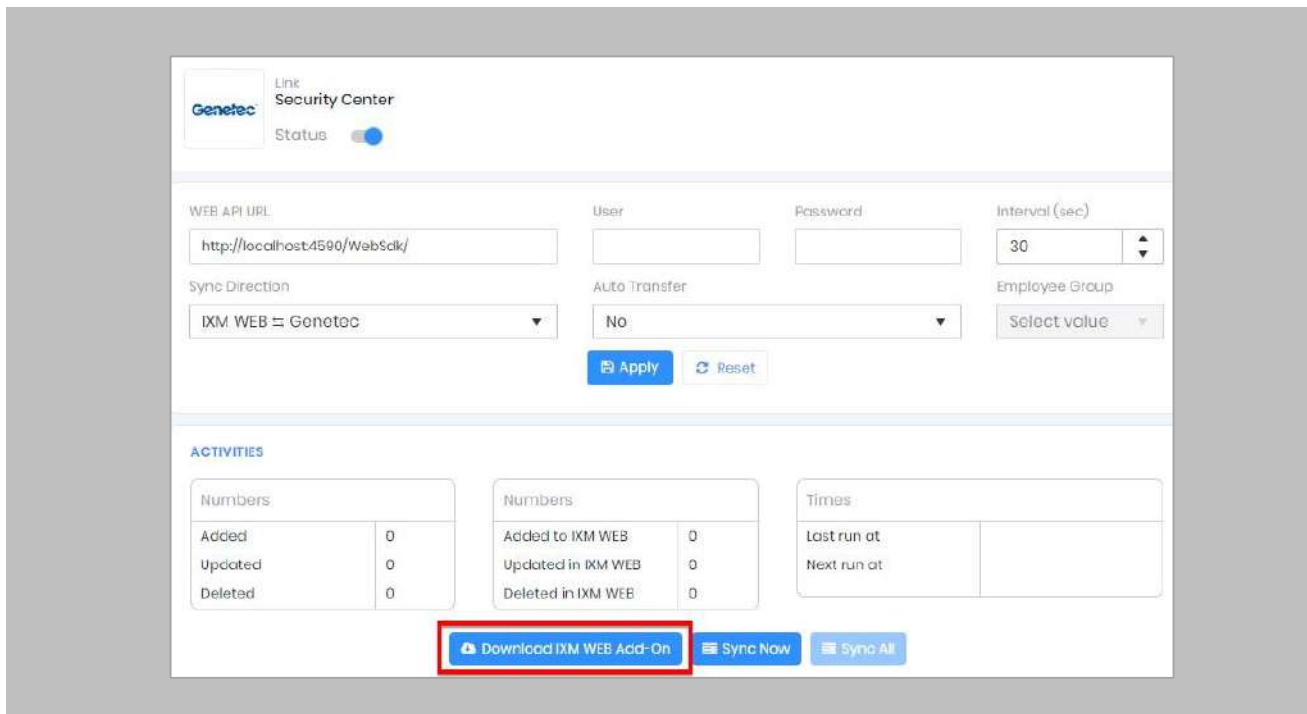 Genetec
Link
Security Center
Status
WEB API URL
User
Password
Interval (sec)
http://localhost:4590/WebSdk/
30
Sync Direction
Auto Transfer
Employee Group
IXM WEB ⇆ Genetec
No
Select value
Apply
Reset
ACTIVITIES
Numbers
Numbers
Times
Added 0
Added to IXM WEB 0
Last run at
Updated 0
Updated in IXM WEB 0
Next run at
Deleted 0
Deleted in IXM WEB 0
Download IXM WEB Add-On
Sync Now
Sync All